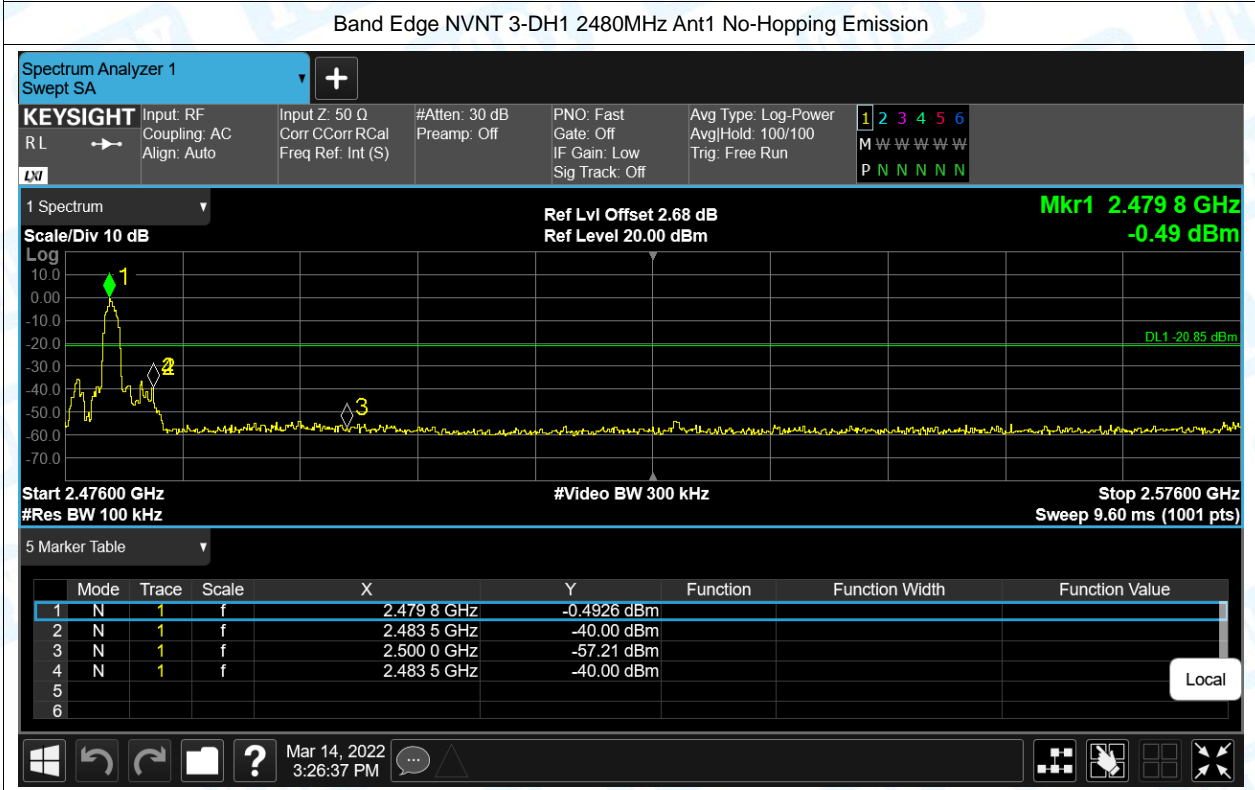 Band Edge NVNT 3-DH1 2480MHz Ant1 No-Hopping Emission
Spectrum Analyzer 1
Swept SA
KEYSIGHT
RL
LXI
Input: RF
Coupling: AC
Align: Auto
Input Z: 50 Ω
Corr CCorr RCal
Freq Ref: Int (S)
#Atten: 30 dB
Preamp: Off
PNO: Fast
Gate: Off
IF Gain: Low
Sig Track: Off
Avg Type: Log-Power
Avg|Hold: 100/100
Trig: Free Run
1 2 3 4 5 6
M W W W W W
P N N N N N
1 Spectrum
Scale/Div 10 dB
Ref Lvl Offset 2.68 dB
Ref Level 20.00 dBm
Mkr1 2.479 8 GHz
-0.49 dBm
Log
10.0
0.00
-10.0
-20.0
-30.0
-40.0
-50.0
-60.0
-70.0
1
2
3
DL1 -20.85 dBm
Start 2.47600 GHz
#Video BW 300 kHz
Stop 2.57600 GHz
#Res BW 100 kHz
Sweep 9.60 ms (1001 pts)
5 Marker Table
Mode Trace Scale X Y Function Function Width Function Value
1 N 1 f 2.479 8 GHz -0.4926 dBm
2 N 1 f 2.483 5 GHz -40.00 dBm
3 N 1 f 2.500 0 GHz -57.21 dBm
4 N 1 f 2.483 5 GHz -40.00 dBm
5
6
Local
?
Mar 14, 2022
3:26:37 PM